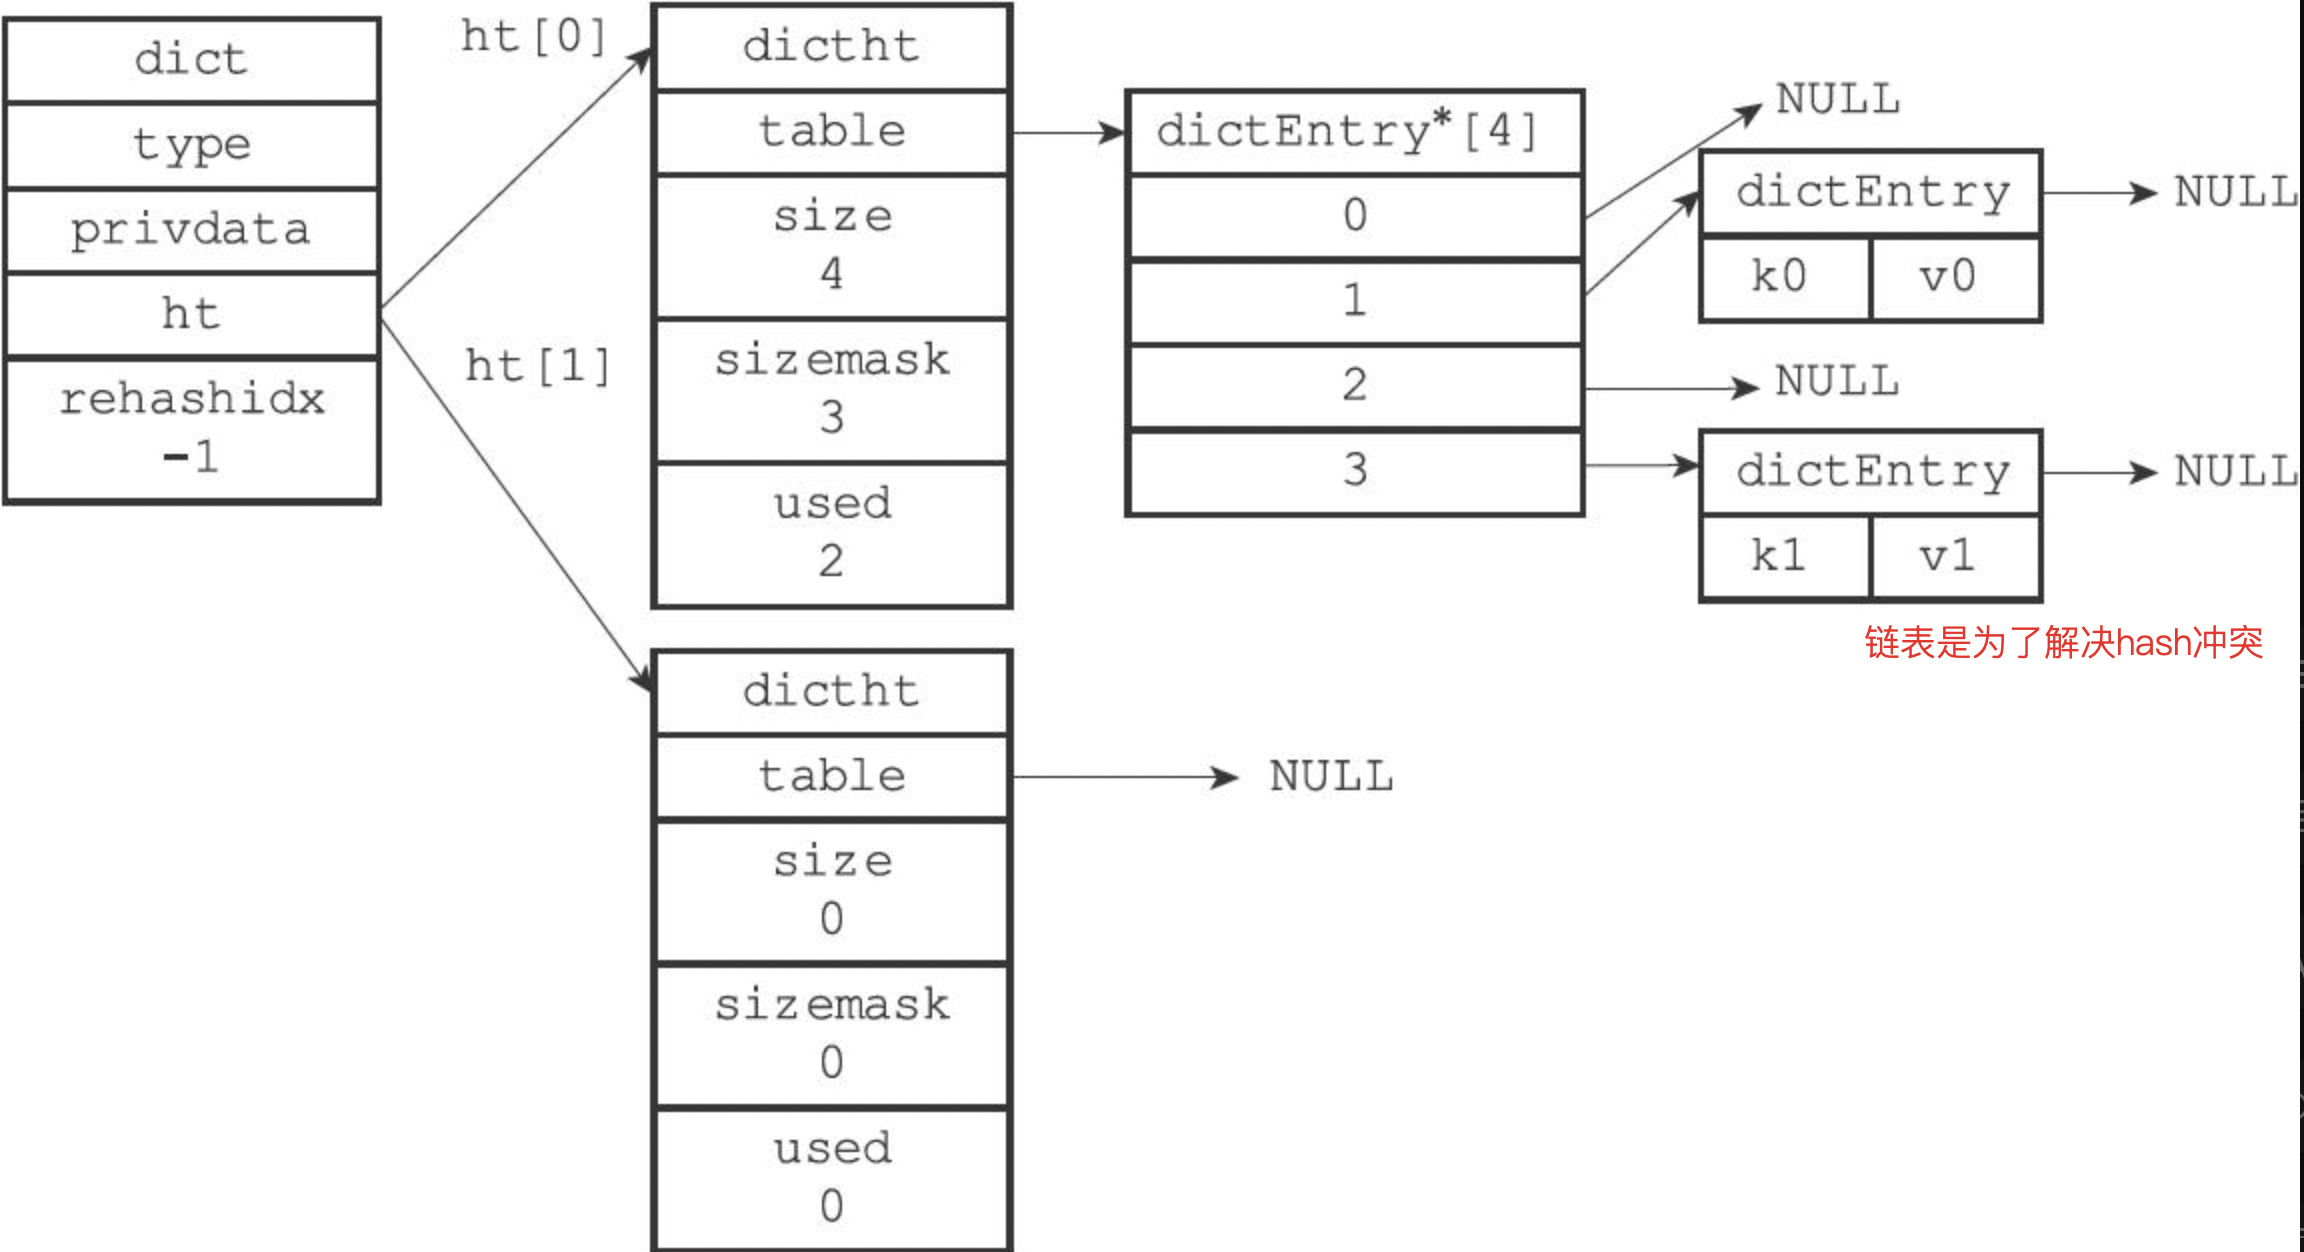 dict
type
privdata
ht
rehashidx
-1
ht[0]
ht[1]
dictht
table
size
4
sizemask
3
used
2
dictht
table
size
0
sizemask
0
used
0
NULL
dictEntry*[4]
0
1
2
3
NULL
dictEntry
k0 v0
NULL
NULL
dictEntry
k1 v1
NULL
链表是为了解决hash冲突